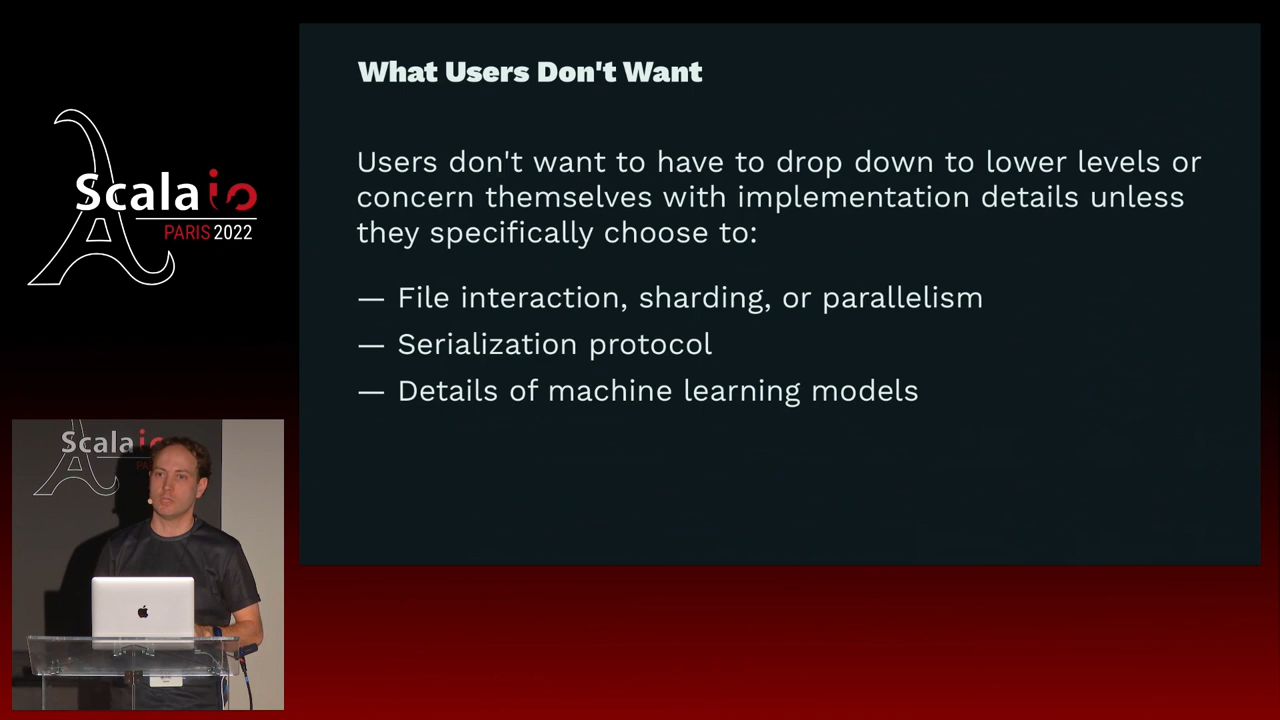 Scala io
PARIS 2022
What Users Don't Want
Users don't want to have to drop down to lower levels or
concern themselves with implementation details unless
they specifically choose to:
— File interaction, sharding, or parallelism
— Serialization protocol
— Details of machine learning models
Scala io